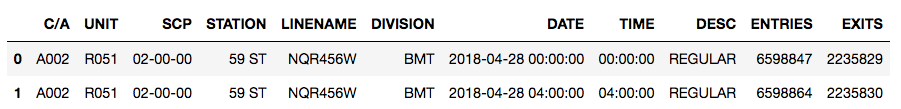 C/A UNIT SCP STATION LINENAME DIVISION DATE TIME DESC ENTRIES EXITS
0 A002 R051 02-00-00 59 ST NQR456W BMT 2018-04-28 00:00:00 00:00:00 REGULAR 6598847 2235829
1 A002 R051 02-00-00 59 ST NQR456W BMT 2018-04-28 04:00:00 04:00:00 REGULAR 6598864 2235830